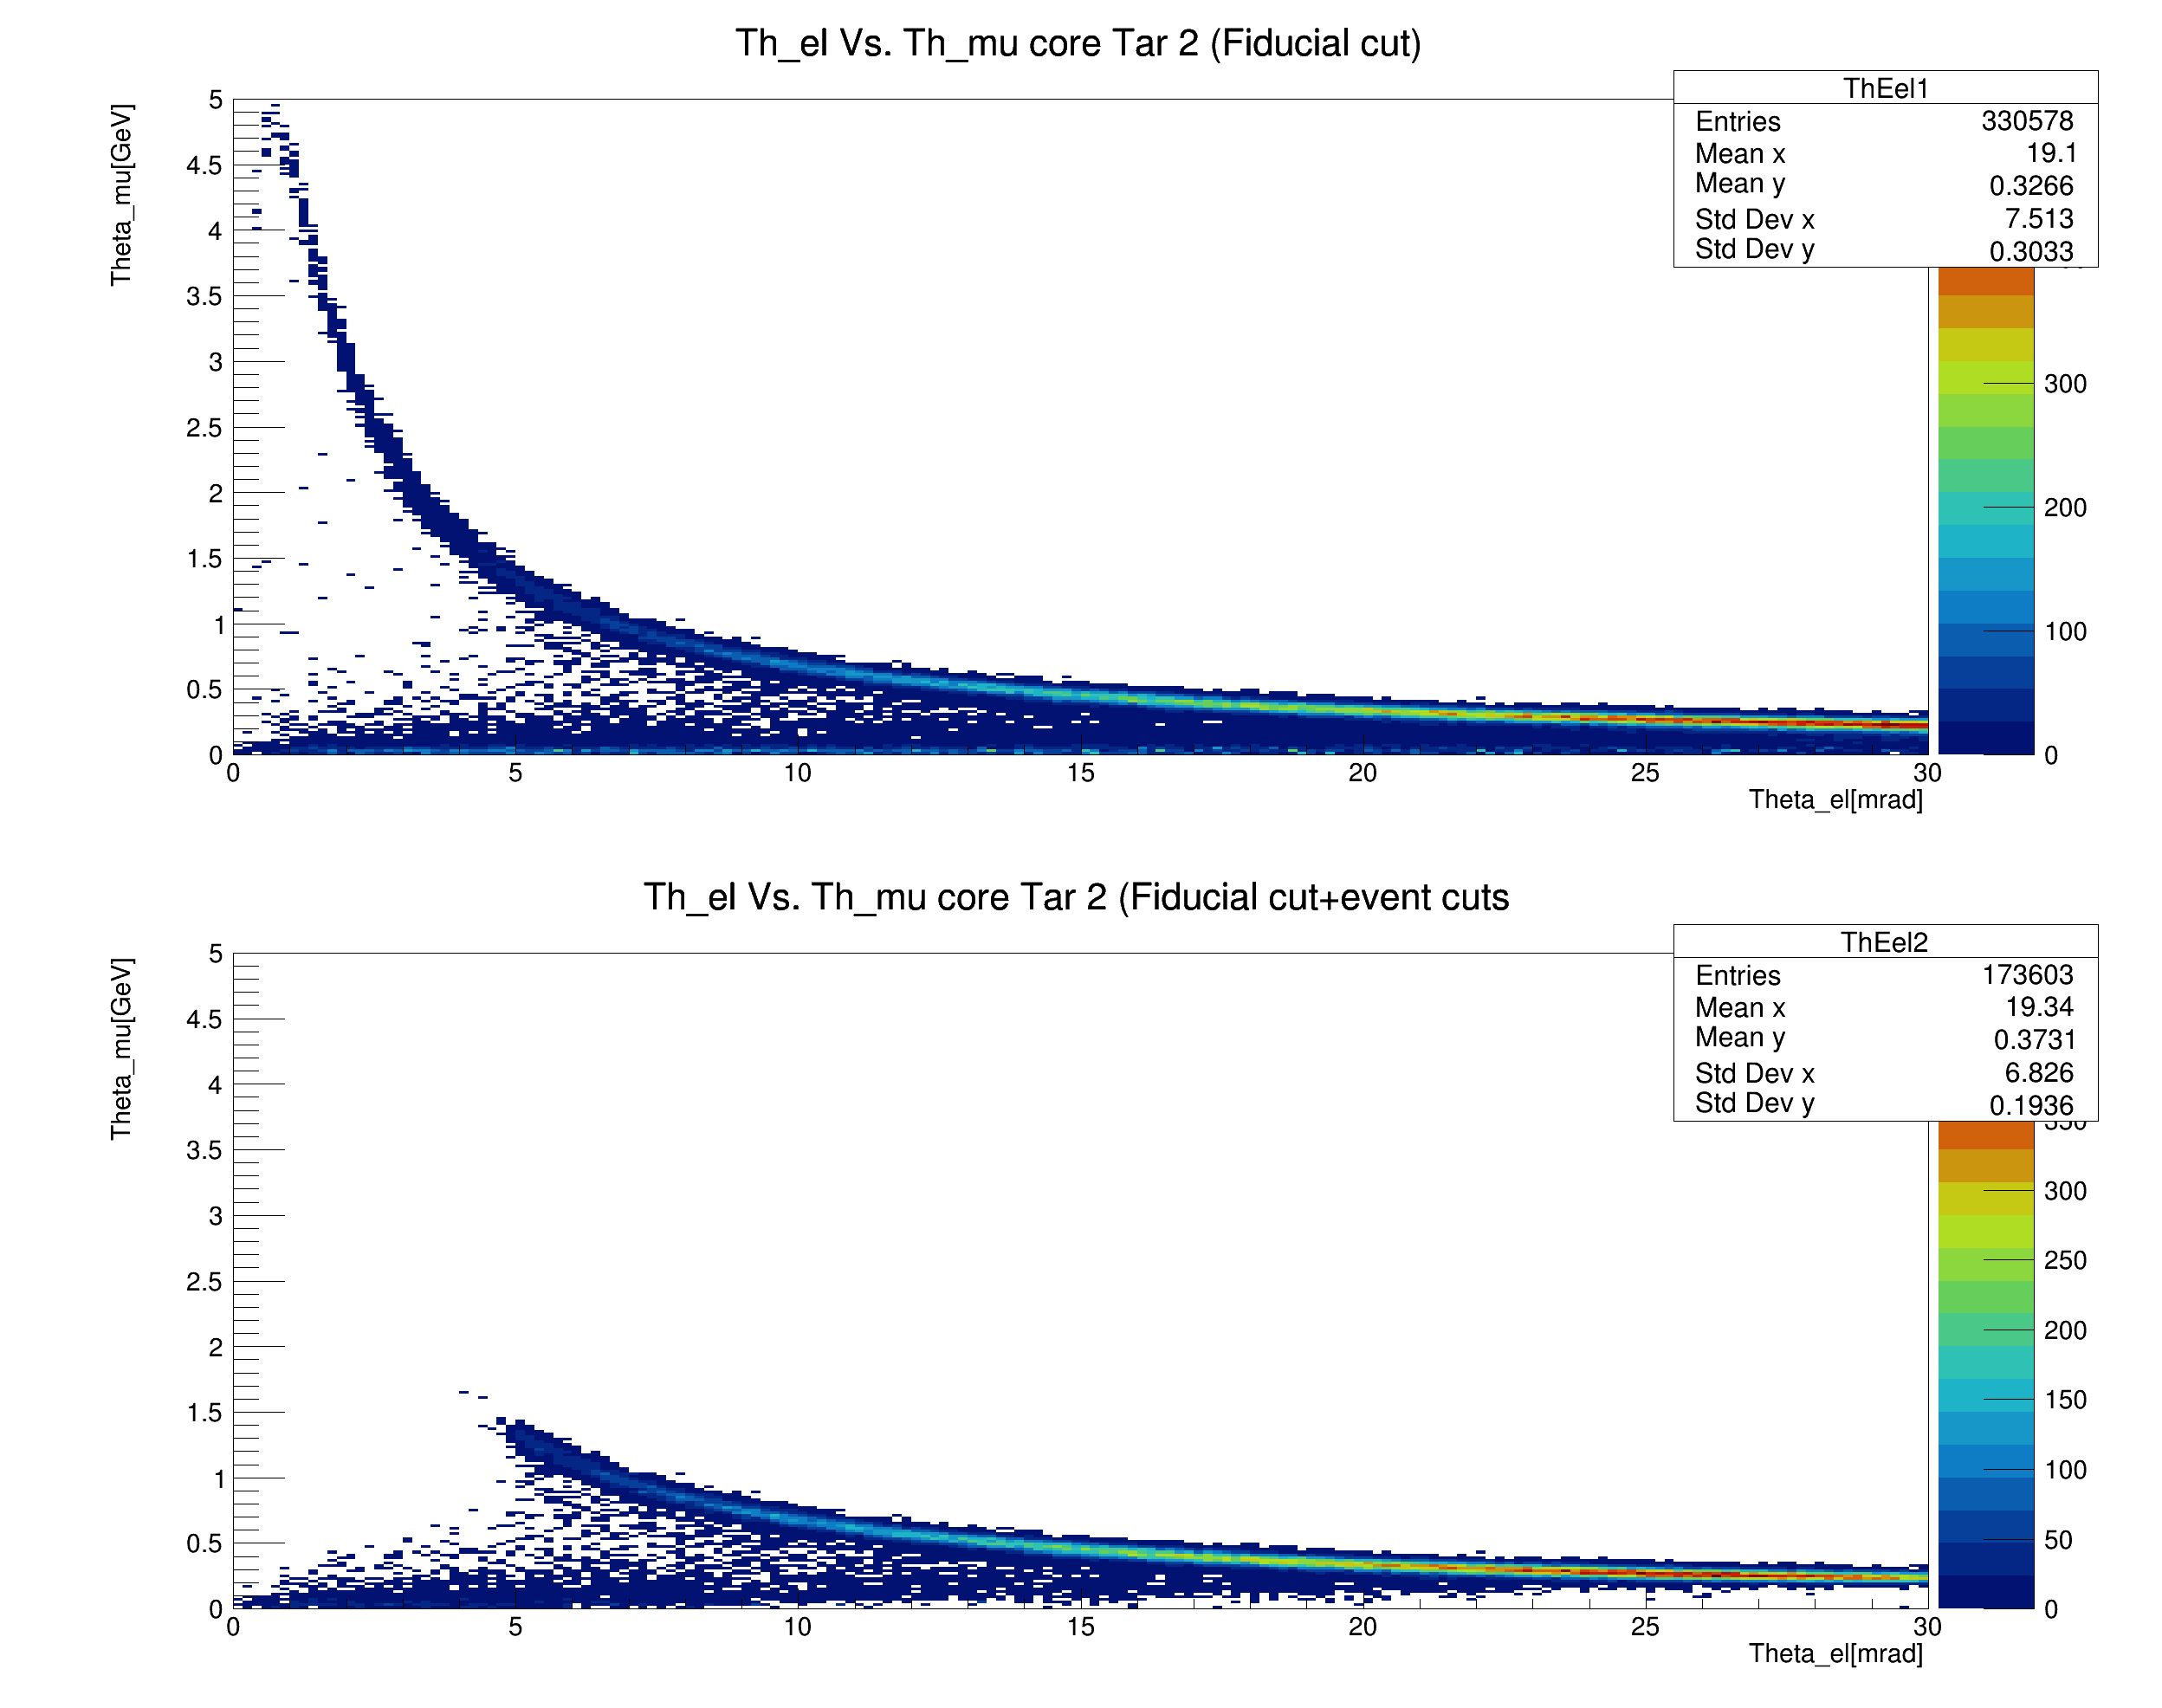 Th_el Vs. Th_mu core Tar 2 (Fiducial cut)
Theta_mu[GeV]
ThEel1
Entries 330578
Mean x 19.1
Mean y 0.3266
Std Dev x 7.513
Std Dev y 0.3033
5
4.5
4
3.5
3
2.5
2
1.5
1
0.5
0
0 5 10 15 20 25 30
Theta_el[mrad]
300
200
100
0
Th_el Vs. Th_mu core Tar 2 (Fiducial cut+event cuts
Theta_mu[GeV]
ThEel2
Entries 173603
Mean x 19.34
Mean y 0.3731
Std Dev x 6.826
Std Dev y 0.1936
5
4.5
4
3.5
3
2.5
2
1.5
1
0.5
0
0 5 10 15 20 25 30
Theta_el[mrad]
350
300
250
200
150
100
50
0